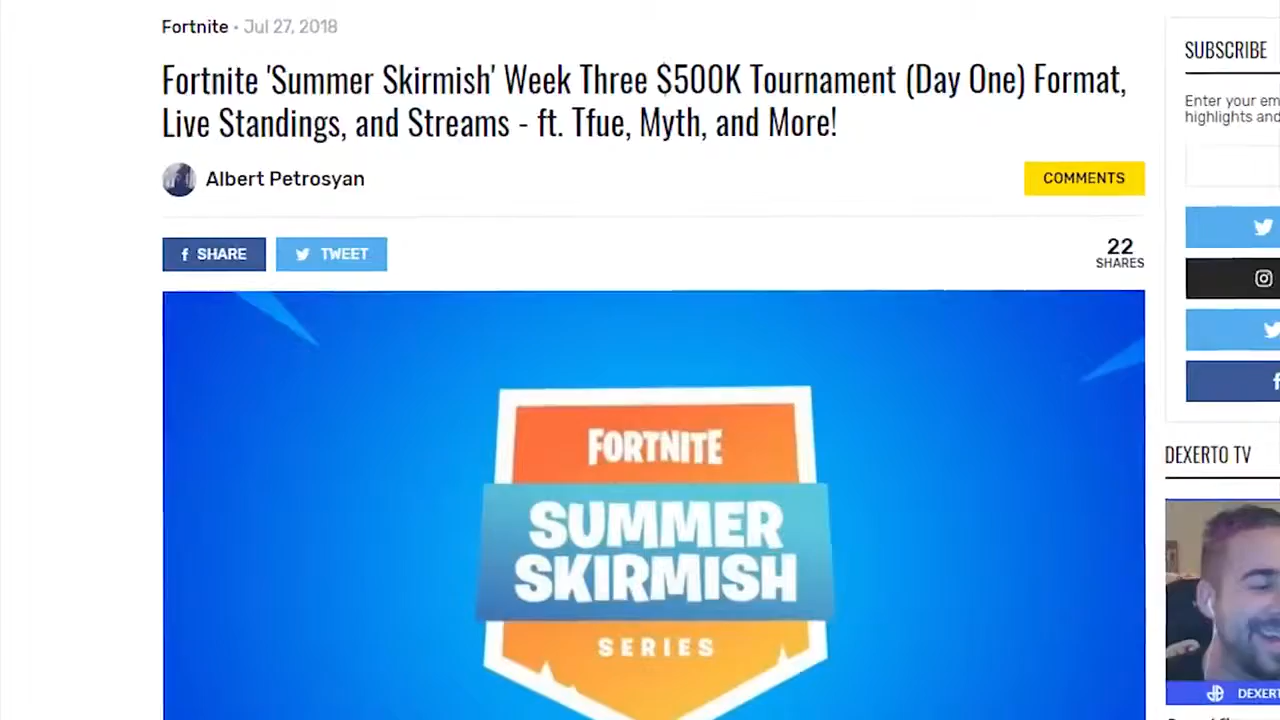 Fortnite • Jul 27, 2018
Fortnite 'Summer Skirmish' Week Three $500K Tournament (Day One) Format,
Live Standings, and Streams - ft. Tfue, Myth, and More!
Albert Petrosyan
COMMENTS
SHARE
TWEET
22
SHARES
FORTNITE
SUMMER
SKIRMISH
SERIES
SUBSCRIBE
Enter your em
highlights and
DEXERTO TV
DEXERT